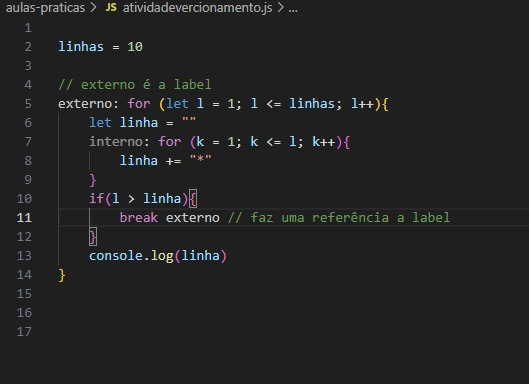 aulas-praticas > JS atividadevercionamento.js > ...
1
2 linhas = 10
3
4 // externo é a label
5 externo: for (let l = 1; l <= linhas; l++){
6 let linha = ""
7 interno: for (k = 1; k <= l; k++){
8 linha += "*"
9 }
10 if(l > linha){
11 break externo // faz uma referência a label
12 }
13 console.log(linha)
14 }
15
16
17